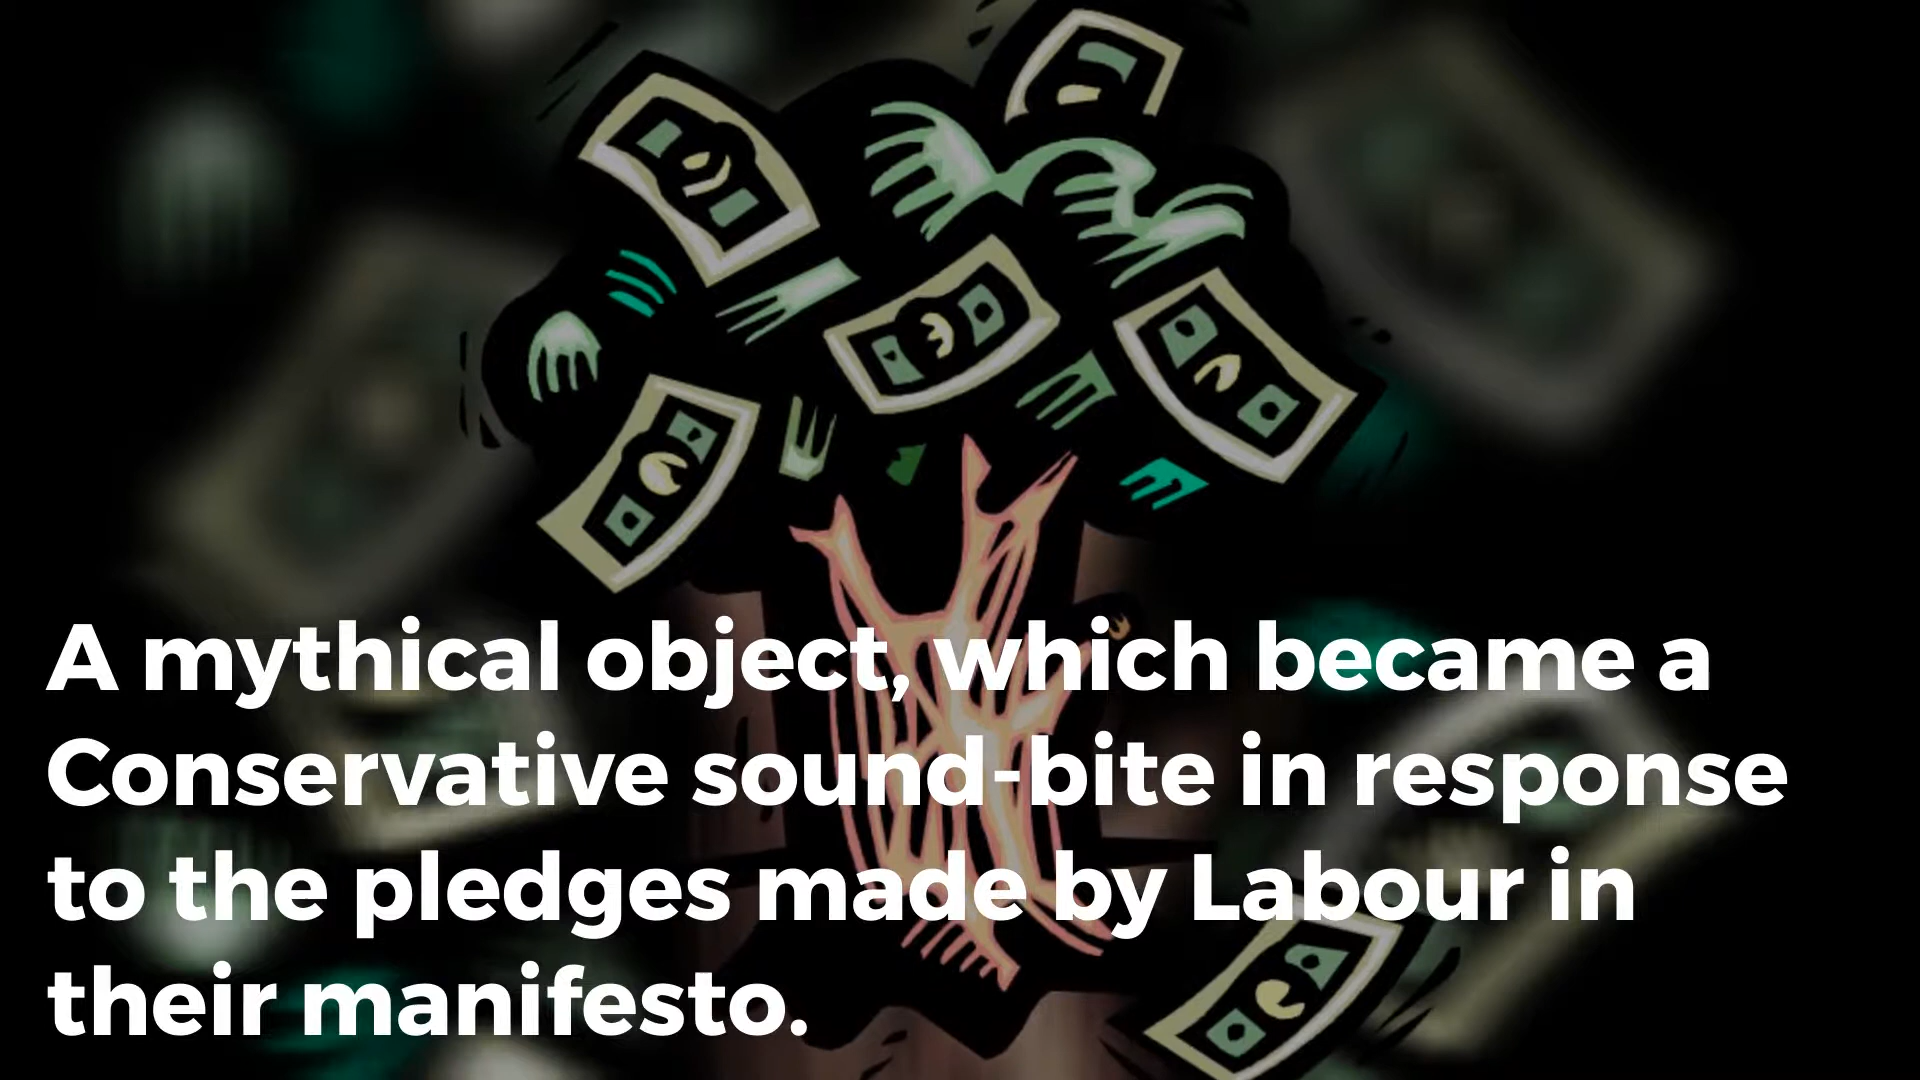 A mythical object, which became a
Conservative sound-bite in response
to the pledges made by Labour in
their manifesto.